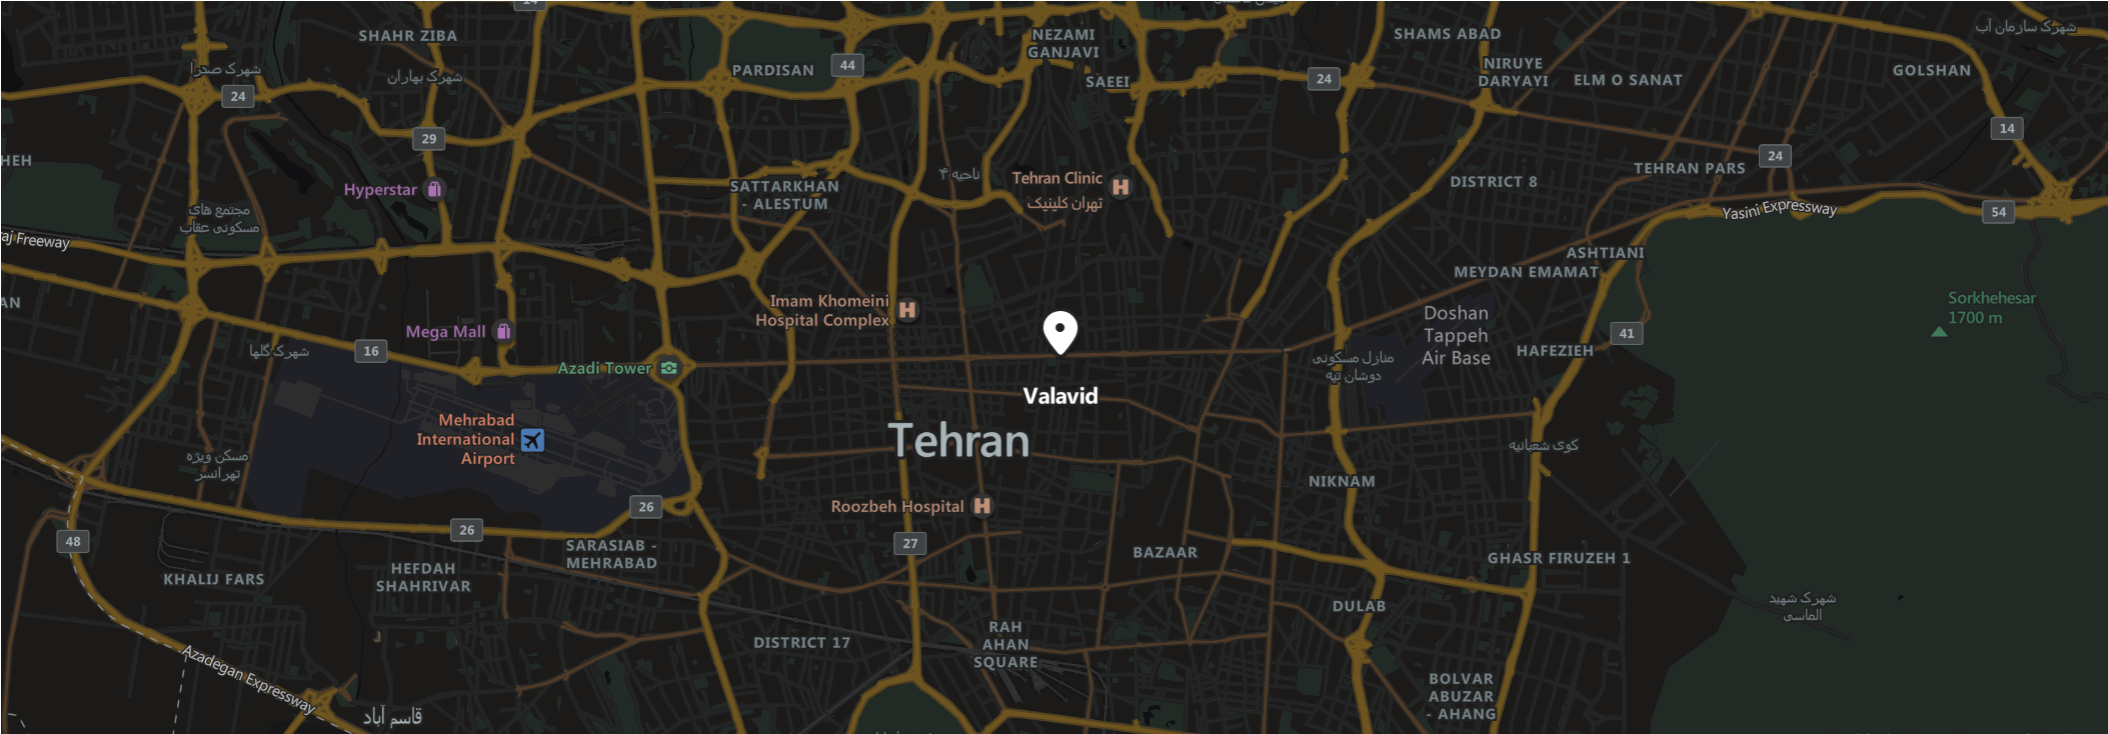 14
SHAHR ZIBA
NEZAMI
GANJAVI
SHAMS ABAD
شهرک سازمان آب
شهرک صدرا
شهرک بهاران
PARDISAN
44
SAEEI
24
NIRUYE
DARYAYI
ELM O SANAT
GOLSHAN
24
29
14
HEH
Hyperstar
SATTARKHAN
- ALESTUM
ناحیه ۴
Tehran Clinic
تهران کلینیک
DISTRICT 8
TEHRAN PARS
24
مجتمع های
مسکونی عقاب
Yasini Expressway
54
aj Freeway
ASHTIANI
MEYDAN EMAMAT
AN
Imam Khomeini
Hospital Complex
Doshan
Tappeh
Air Base
Sorkhehesar
1700 m
Mega Mall
41
شهرک گلها
16
Azadi Tower
منازل مسکونی
دوشان تپه
HAFEZIEH
Valavid
Mehrabad
International
Airport
Tehran
مسکن ویژه
تهرانسر
کوی شعبانیه
NIKNAM
Roozbeh Hospital
26
26
48
27
SARASIAB -
MEHRABAD
BAZAAR
GHASR FIRUZEH 1
KHALIJ FARS
HEFDAH
SHAHRIVAR
DULAB
شهرک شهید
الماسی
DISTRICT 17
RAH
AHAN
SQUARE
Azadegan Expressway
قاسم آباد
BOLVAR
ABUZAR
- AHANG